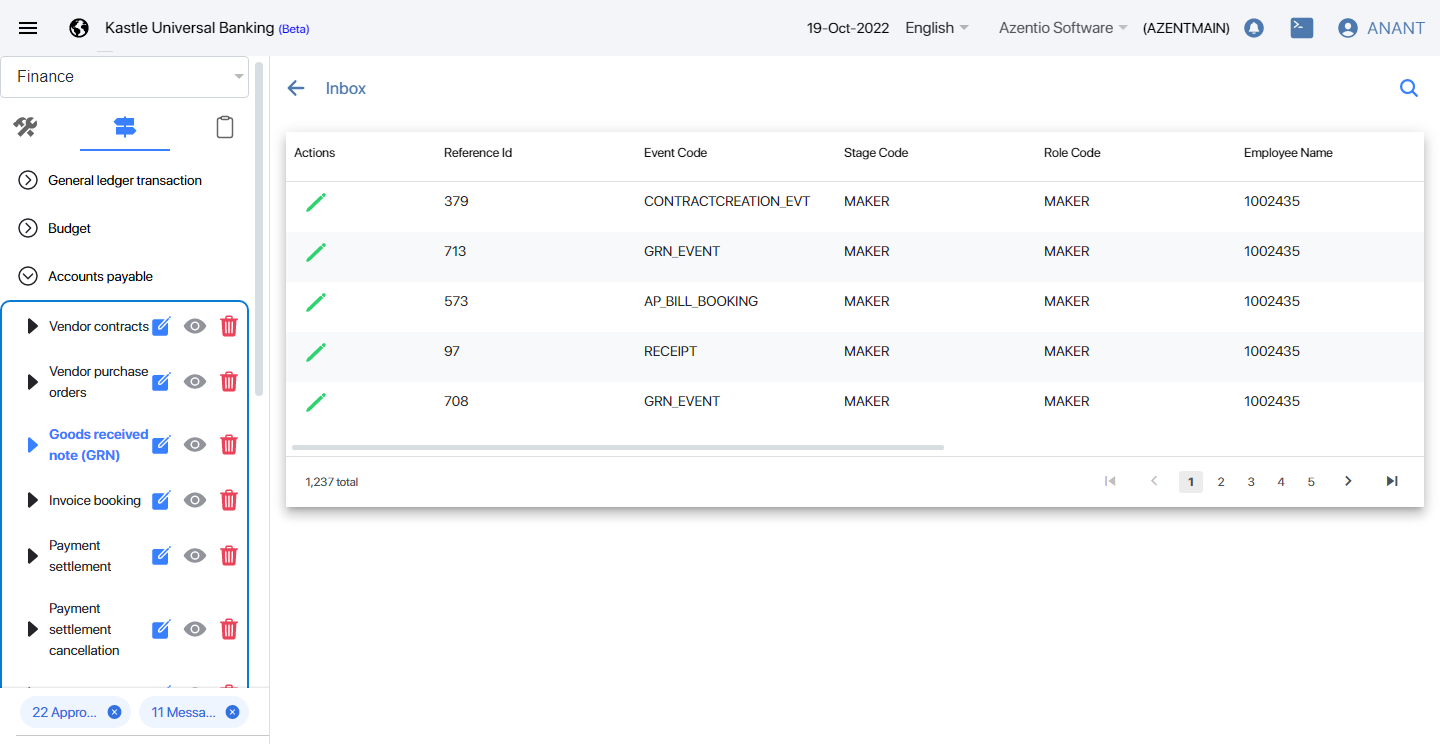 Kastle Universal Banking (Beta)
19-Oct-2022 English Azentio Software (AZENTMAIN) ANANT
Finance
General ledger transaction
Budget
Accounts payable
Vendor contracts
Vendor purchase
orders
Goods received
note (GRN)
Invoice booking
Payment
settlement
Payment
settlement
cancellation
22 Appro...
11 Messa...
Inbox
Actions Reference Id Event Code Stage Code Role Code Employee Name
379 CONTRACTCREATION_EVT MAKER MAKER 1002435
713 GRN_EVENT MAKER MAKER 1002435
573 AP_BILL_BOOKING MAKER MAKER 1002435
97 RECEIPT MAKER MAKER 1002435
708 GRN_EVENT MAKER MAKER 1002435
1,237 total 1 2 3 4 5